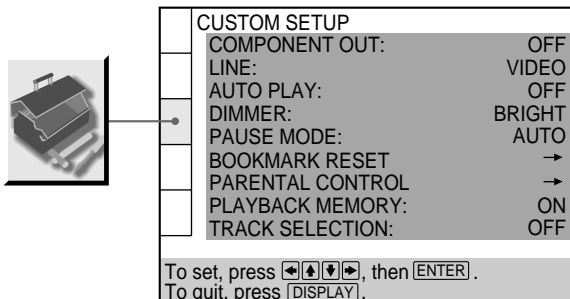 CUSTOM SETUP
COMPONENT OUT: OFF
LINE: VIDEO
AUTO PLAY: OFF
DIMMER: BRIGHT
PAUSE MODE: AUTO
BOOKMARK RESET →
PARENTAL CONTROL →
PLAYBACK MEMORY: ON
TRACK SELECTION: OFF
To set, press ←↑↓→, then ENTER.
To quit, press DISPLAY.